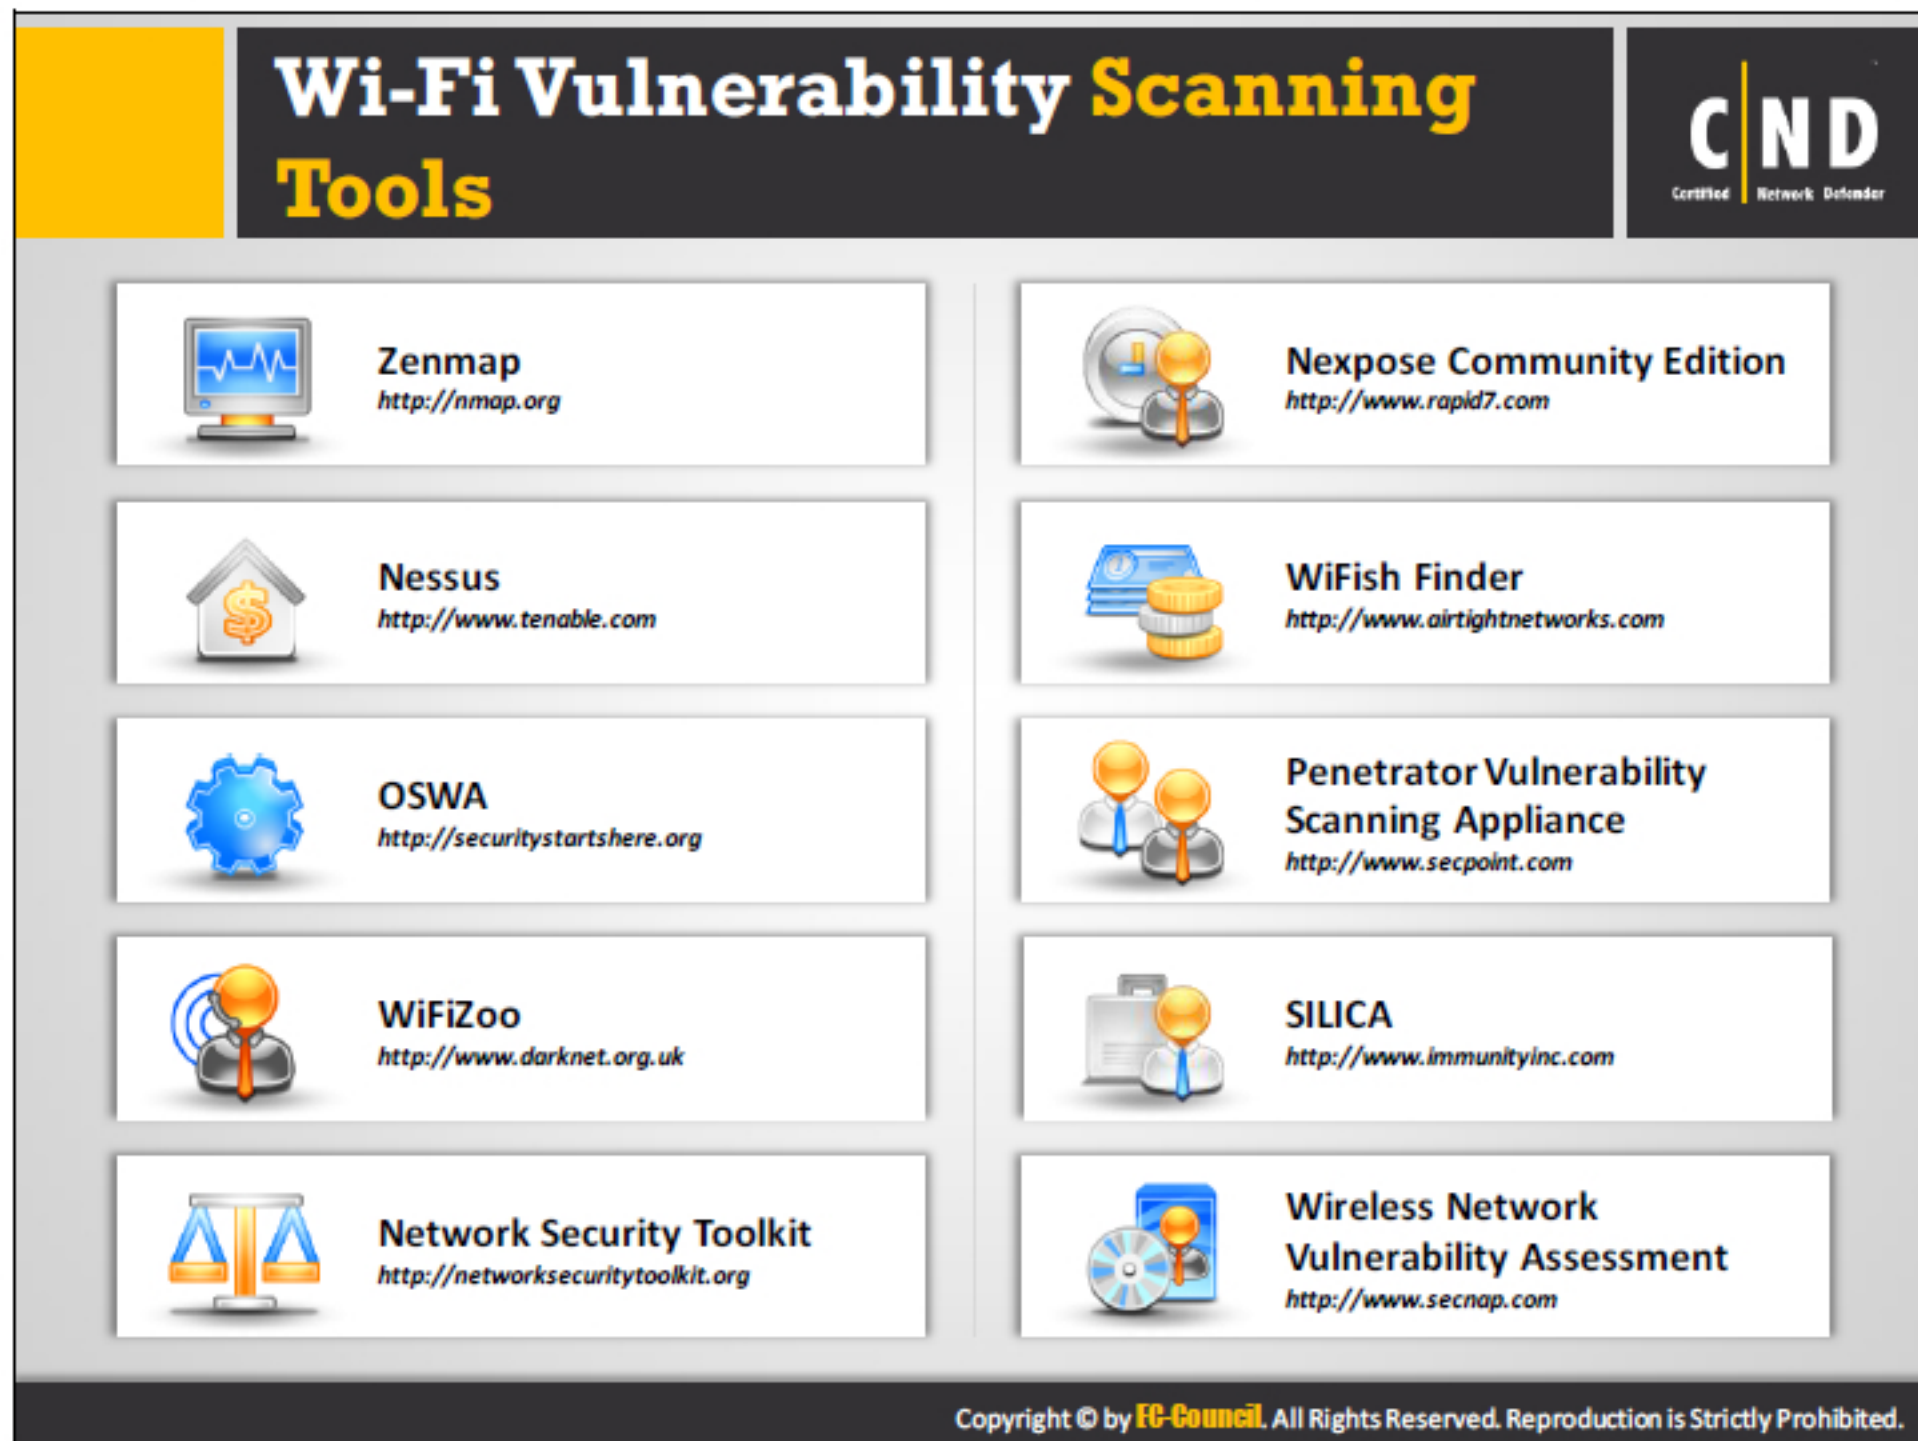 Wi-Fi Vulnerability Scanning
Tools
C|ND
Certified Network Defender
Zenmap
http://nmap.org
Nessus
http://www.tenable.com
OSWA
http://securitystartshere.org
WiFiZoo
http://www.darknet.org.uk
Network Security Toolkit
http://networksecuritytoolkit.org
Nexpose Community Edition
http://www.rapid7.com
WiFish Finder
http://www.airtightnetworks.com
Penetrator Vulnerability
Scanning Appliance
http://www.secpoint.com
SILICA
http://www.immunityinc.com
Wireless Network
Vulnerability Assessment
http://www.secnap.com
Copyright © by EC-Council. All Rights Reserved. Reproduction is Strictly Prohibited.